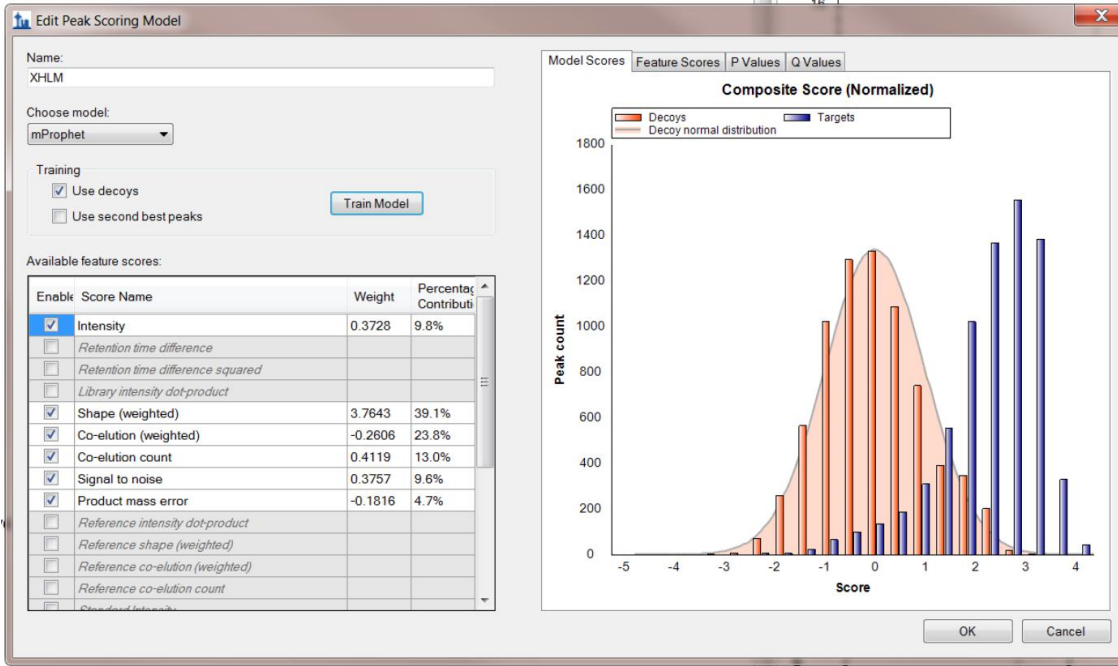 16
Edit Peak Scoring Model
X
Name:
XHLM
Choose model:
mProphet
Training
Use decoys
Use second best peaks
Train Model
Available feature scores:
Enable Score Name Weight Percentag Contributi
Intensity 0.3728 9.8%
Retention time difference
Retention time difference squared
Library intensity dot-product
Shape (weighted) 3.7643 39.1%
Co-elution (weighted) -0.2606 23.8%
Co-elution count 0.4119 13.0%
Signal to noise 0.3757 9.6%
Product mass error -0.1816 4.7%
Reference intensity dot-product
Reference shape (weighted)
Reference co-elution (weighted)
Reference co-elution count
Standard Intensity
Model Scores Feature Scores P Values Q Values
Composite Score (Normalized)
Decoys Targets
Decoy normal distribution
1800
1600
1400
1200
1000
800
600
400
200
0
Peak count
-5 -4 -3 -2 -1 0 1 2 3 4
Score
OK Cancel